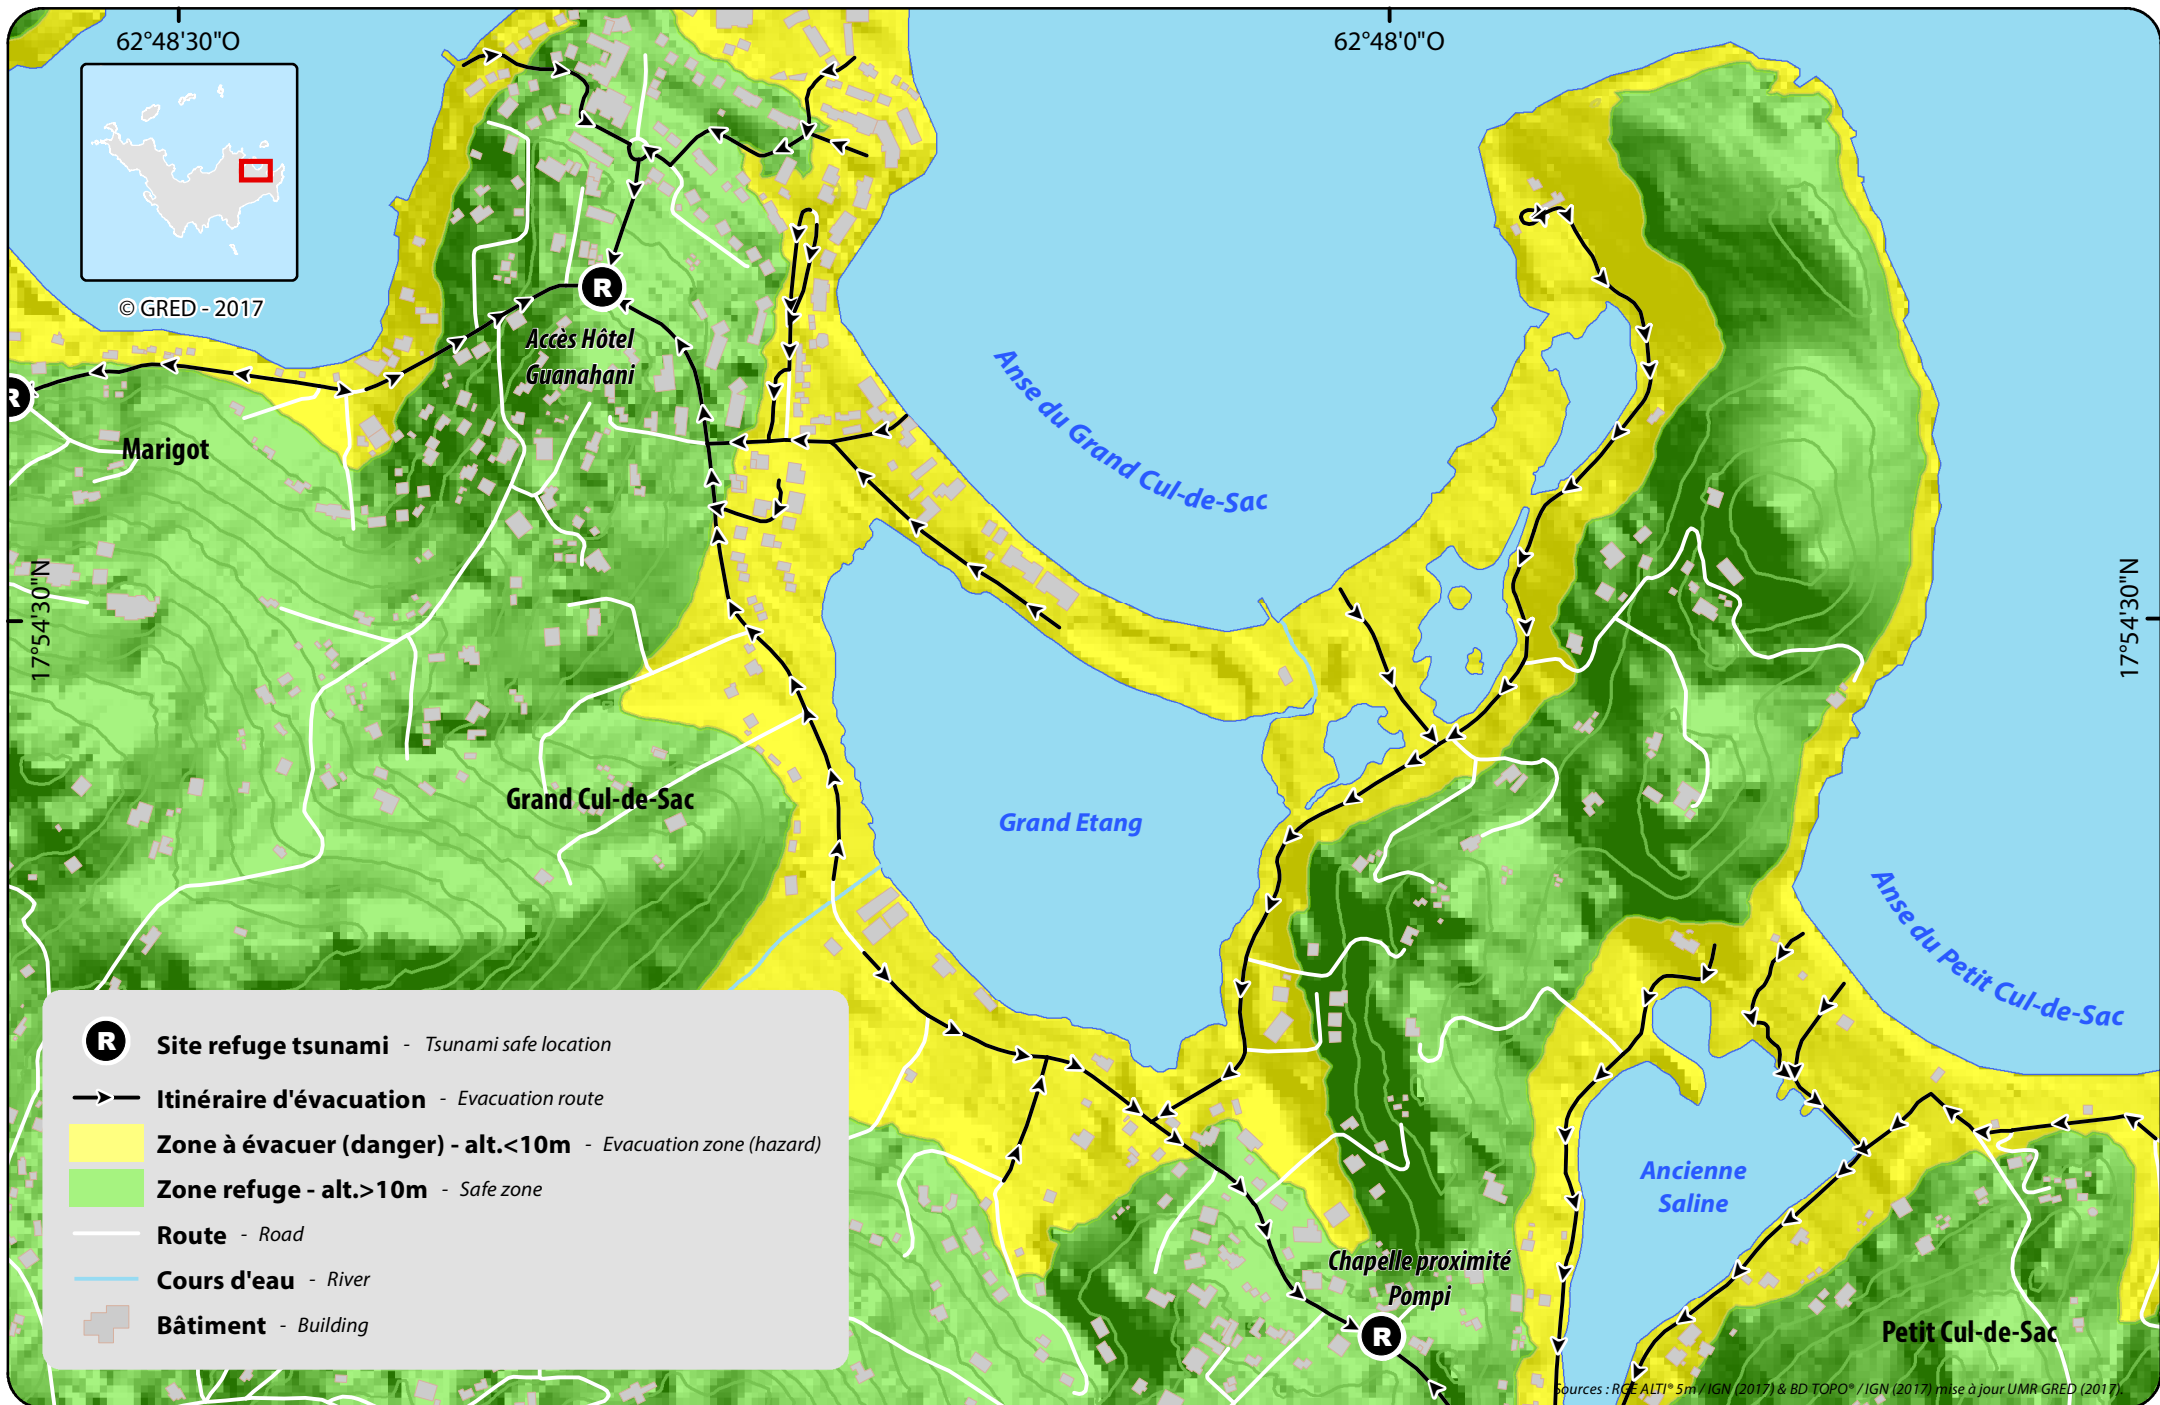 62°48'30"O
62°48'0"O
© GRED - 2017
R
Accès Hôtel
Guanahani
R
Marigot
Anse du Grand Cul-de-Sac
17°54'30"N
17°54'30"N
Grand Cul-de-Sac
Grand Etang
Anse du Petit Cul-de-Sac
Ancienne
Saline
Chapelle proximité
Pompi
R
Petit Cul-de-Sac
R Site refuge tsunami - Tsunami safe location
Itinéraire d'évacuation - Evacuation route
Zone à évacuer (danger) - alt.<10m - Evacuation zone (hazard)
Zone refuge - alt.>10m - Safe zone
Route - Road
Cours d'eau - River
Bâtiment - Building
Sources : RGE ALTI® 5m / IGN (2017) & BD TOPO® / IGN (2017) mise à jour UMR GRED (2017).